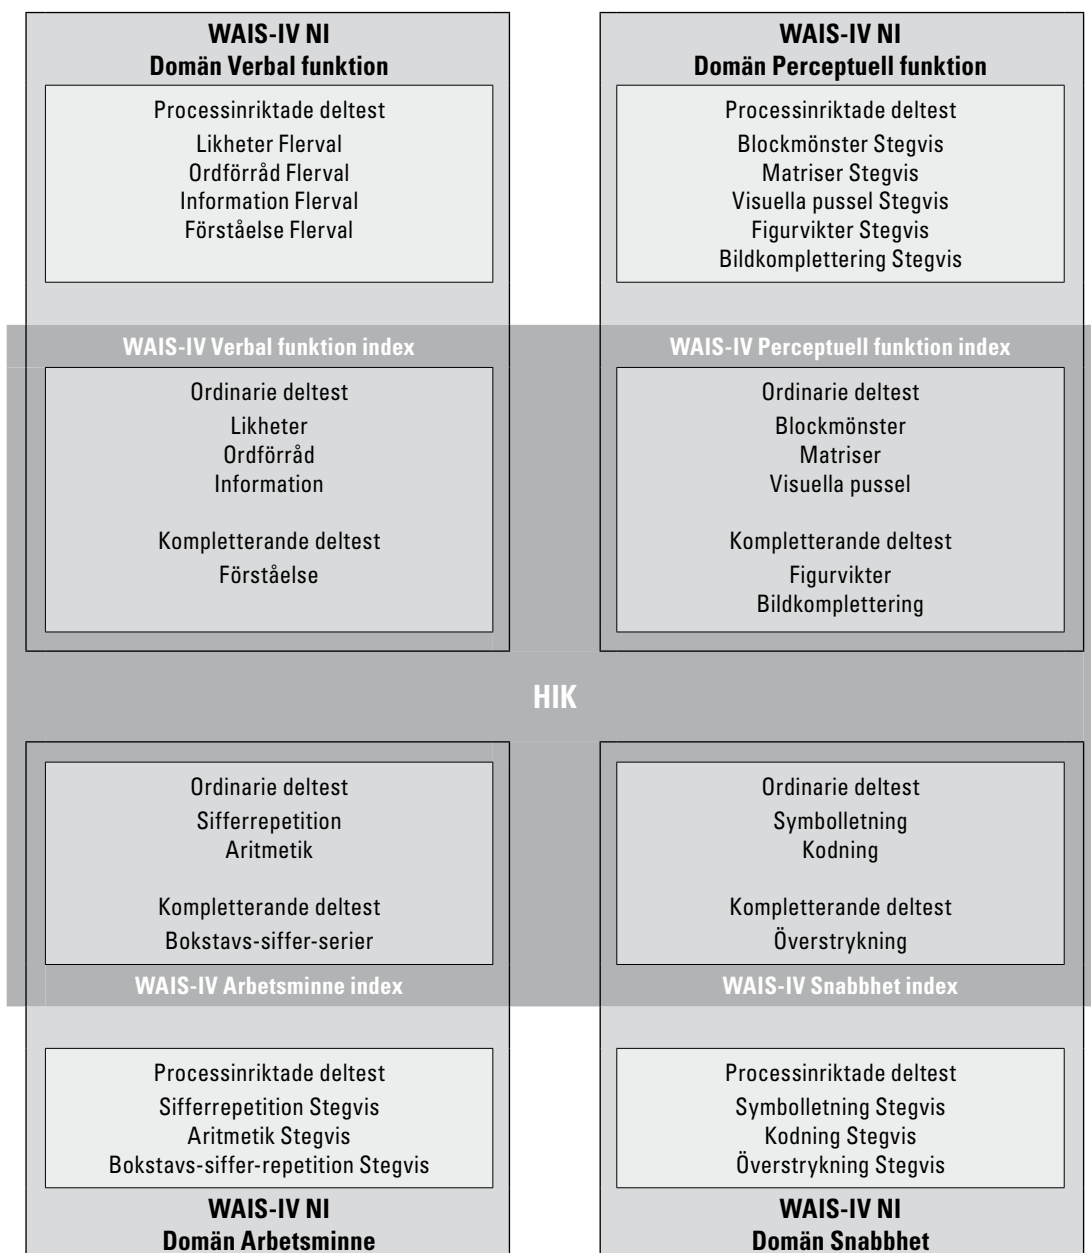 WAIS-IV NI
Domän Verbal funktion
Processinriktade deltest
Likheter Flerval
Ordförråd Flerval
Information Flerval
Förståelse Flerval
WAIS-IV Verbal funktion index
Ordinarie deltest
Likheter
Ordförråd
Information
Kompletterande deltest
Förståelse
WAIS-IV NI
Domän Perceptuell funktion
Processinriktade deltest
Blockmönster Stegvis
Matriser Stegvis
Visuella pussel Stegvis
Figurvikter Stegvis
Bildkomplettering Stegvis
WAIS-IV Perceptuell funktion index
Ordinarie deltest
Blockmönster
Matriser
Visuella pussel
Kompletterande deltest
Figurvikter
Bildkomplettering
HIK
Ordinarie deltest
Sifferrepetition
Aritmetik
Kompletterande deltest
Bokstavs-siffer-serier
WAIS-IV Arbetsminne index
Processinriktade deltest
Sifferrepetition Stegvis
Aritmetik Stegvis
Bokstavs-siffer-repetition Stegvis
WAIS-IV NI
Domän Arbetsminne
Ordinarie deltest
Symbolletning
Kodning
Kompletterande deltest
Överstrykning
WAIS-IV Snabbhet index
Processinriktade deltest
Symbolletning Stegvis
Kodning Stegvis
Överstrykning Stegvis
WAIS-IV NI
Domän Snabbhet